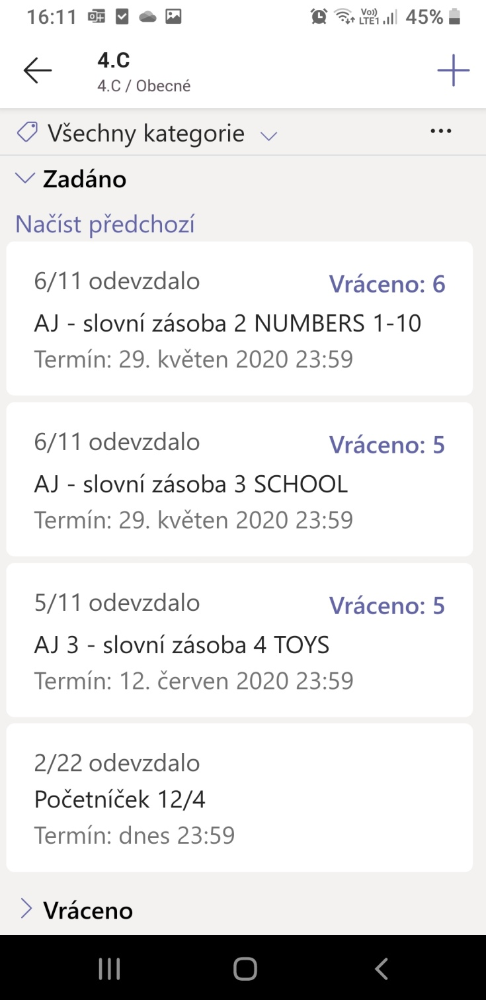 16:11
Vo))
LTE1
45%
4.C
4.C / Obecné
Všechny kategorie
Zadáno
Načíst předchozí
6/11 odevzdalo
Vráceno: 6
AJ - slovní zásoba 2 NUMBERS 1-10
Termín: 29. květen 2020 23:59
6/11 odevzdalo
Vráceno: 5
AJ - slovní zásoba 3 SCHOOL
Termín: 29. květen 2020 23:59
5/11 odevzdalo
Vráceno: 5
AJ 3 - slovní zásoba 4 TOYS
Termín: 12. červen 2020 23:59
2/22 odevzdalo
Početníček 12/4
Termín: dnes 23:59
Vráceno